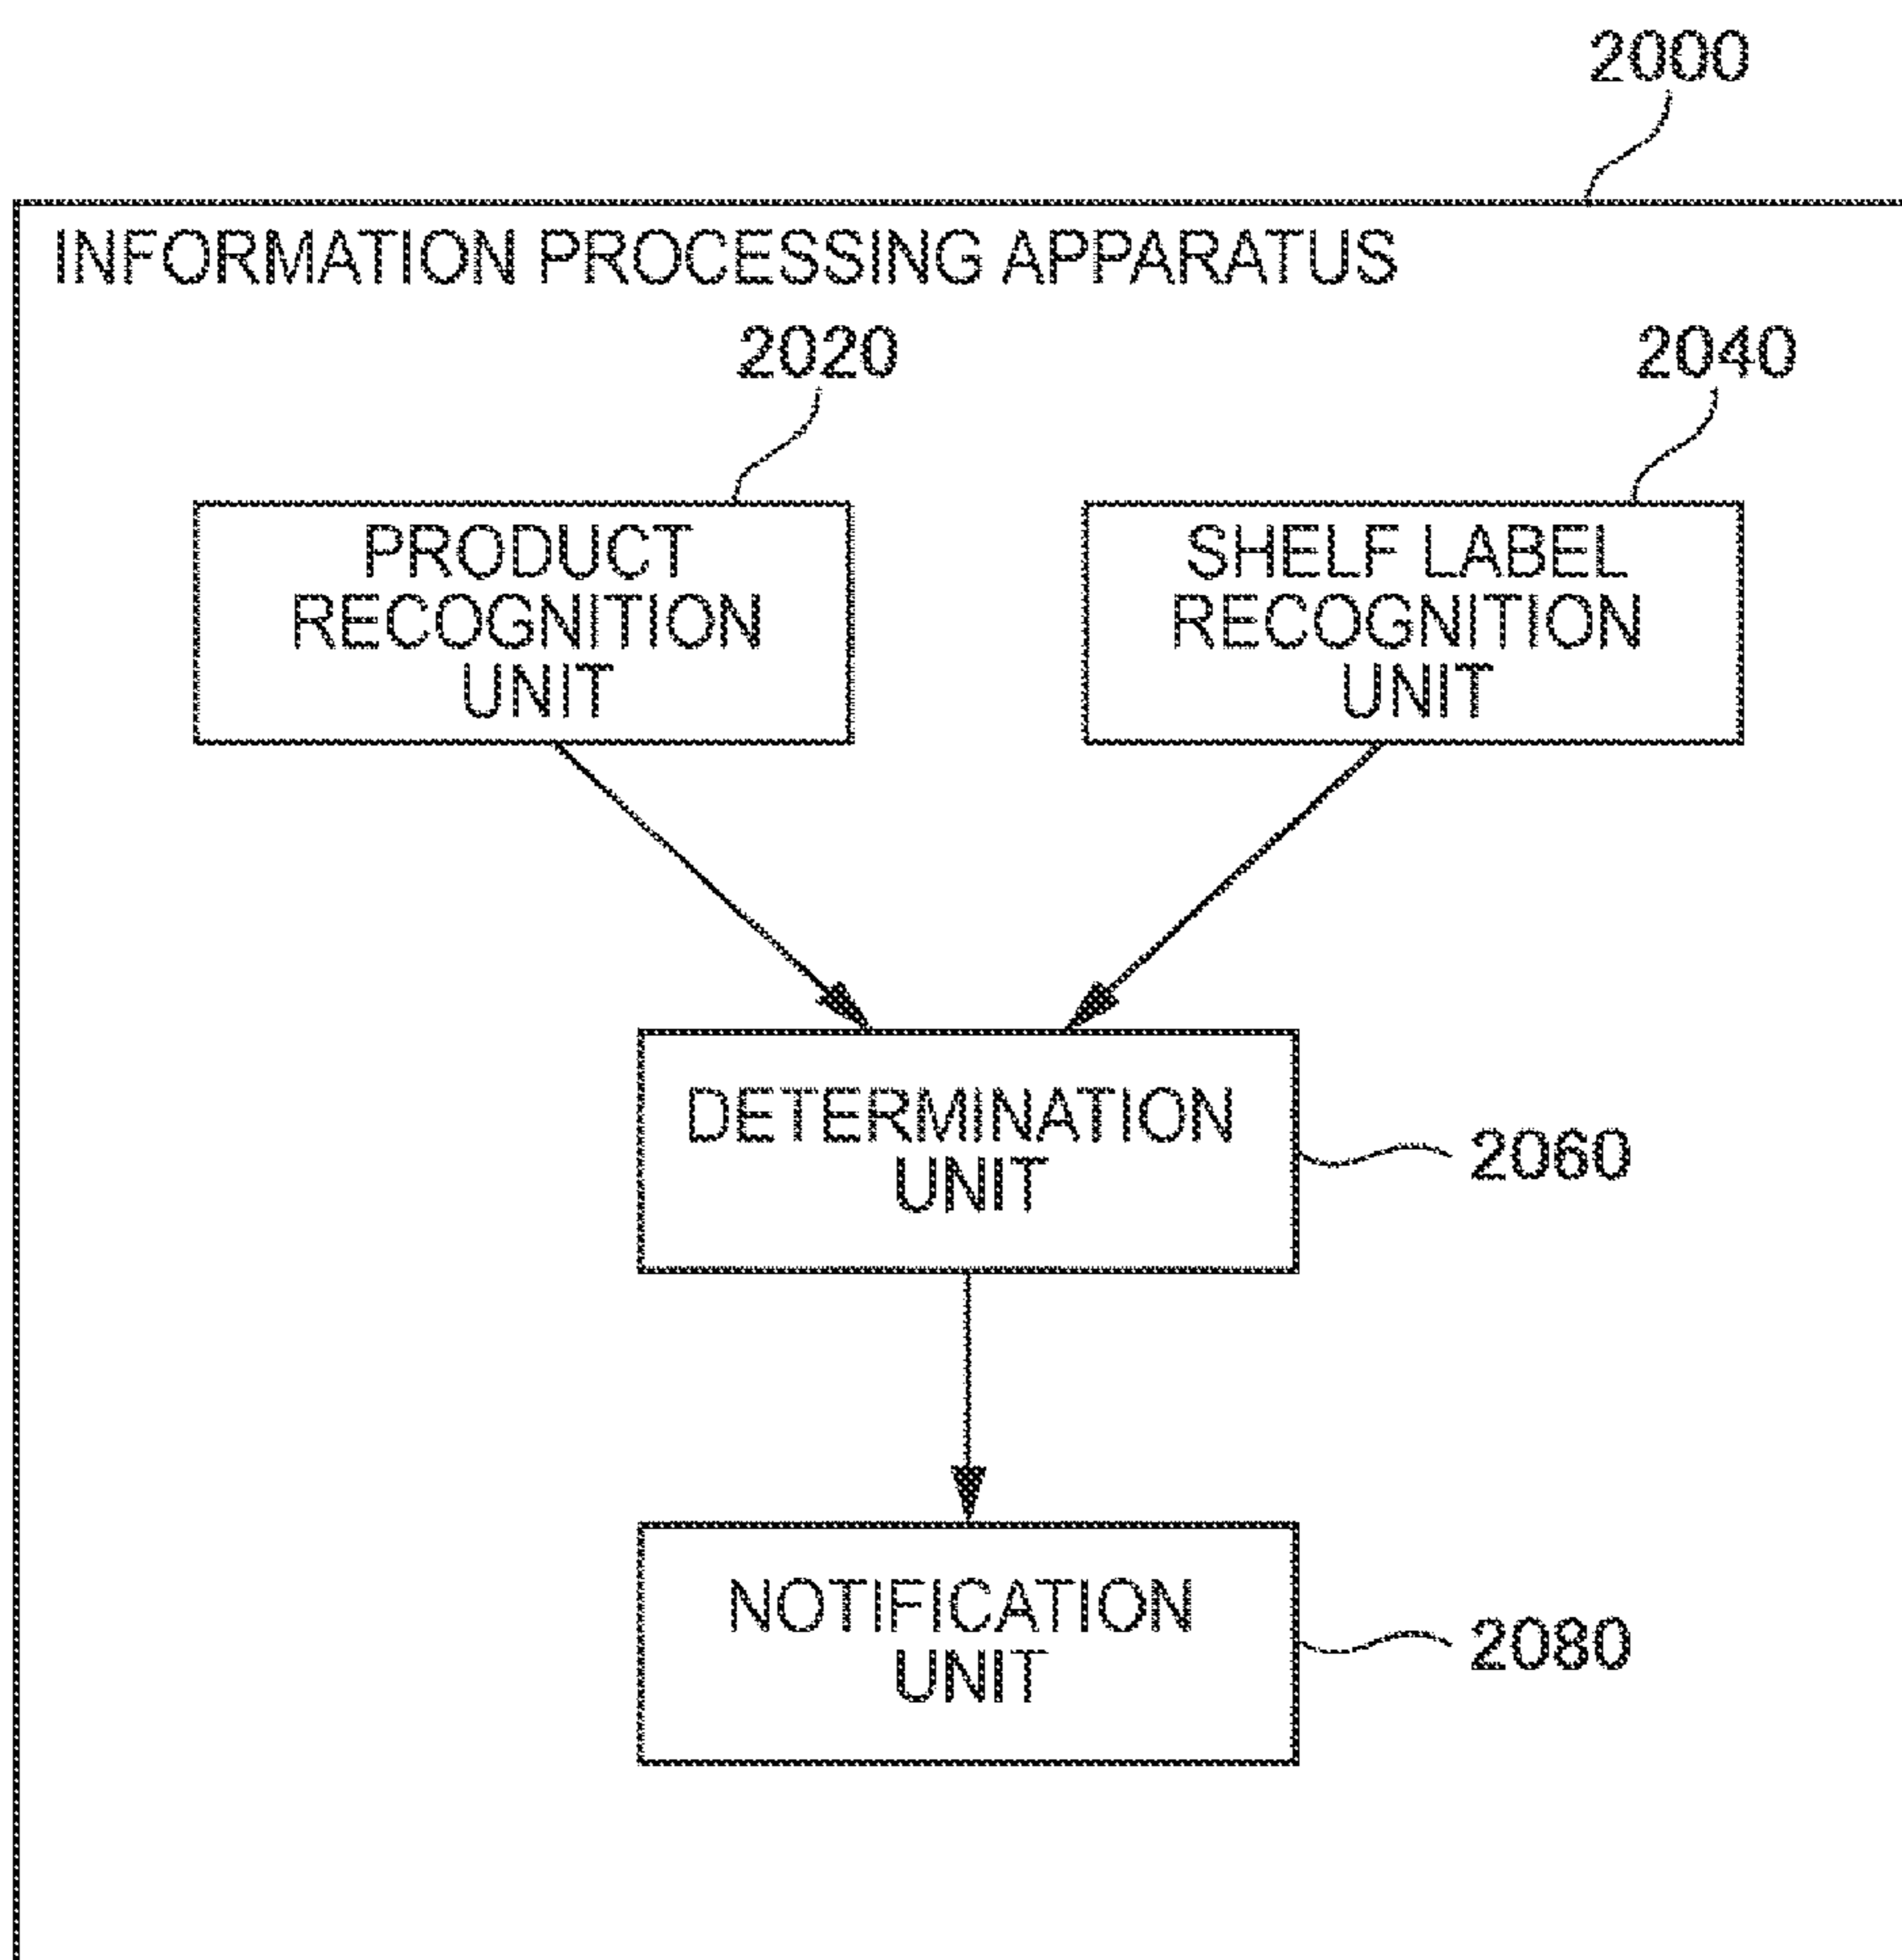 2000
INFORMATION PROCESSING APPARATUS
2020
2040
PRODUCT
RECOGNITION
UNIT
SHELF LABEL
RECOGNITION
UNIT
DETERMINATION
UNIT
2060
NOTIFICATION
UNIT
2080